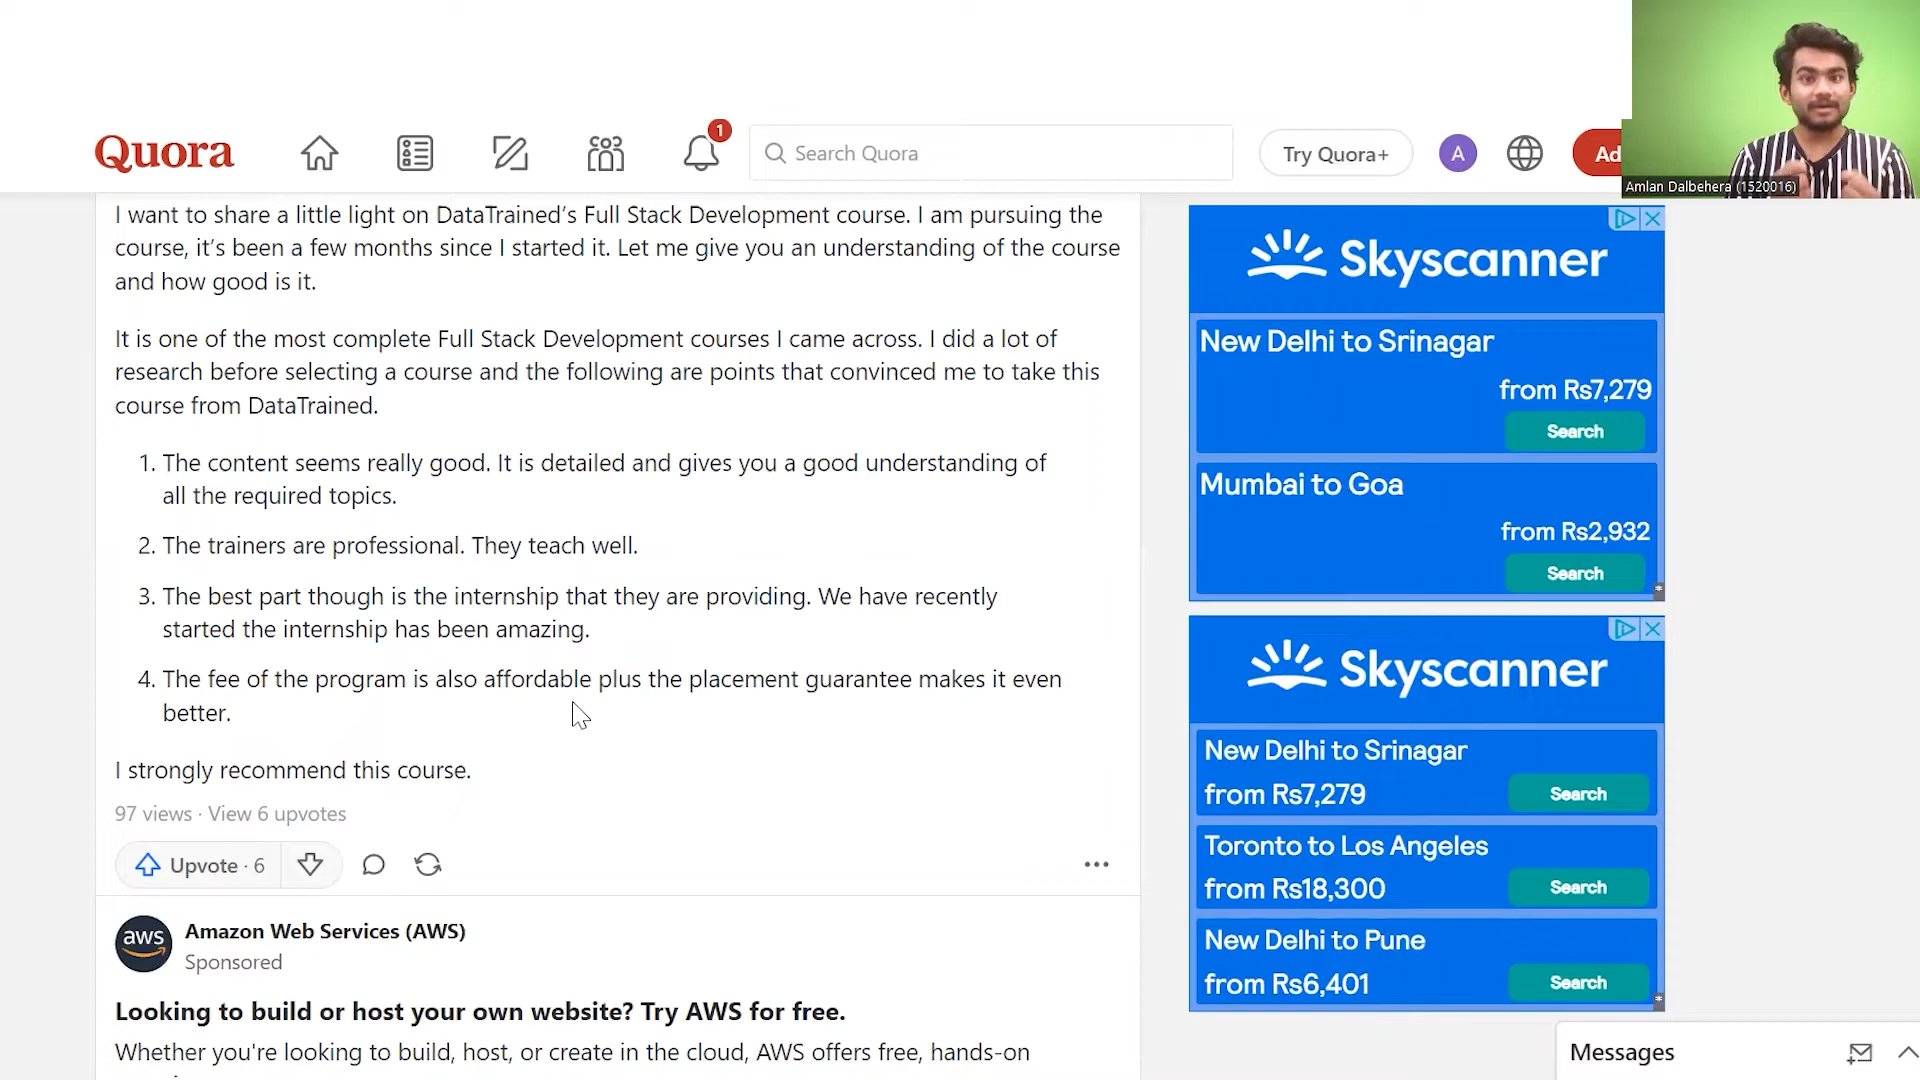 Quora
1
Search Quora
Try Quora+
A
Ad
Amlan Dalbehera (1520016)
I want to share a little light on DataTrained’s Full Stack Development course. I am pursuing the
course, it’s been a few months since I started it. Let me give you an understanding of the course
and how good is it.
It is one of the most complete Full Stack Development courses I came across. I did a lot of
research before selecting a course and the following are points that convinced me to take this
course from DataTrained.
1. The content seems really good. It is detailed and gives you a good understanding of
all the required topics.
2. The trainers are professional. They teach well.
3. The best part though is the internship that they are providing. We have recently
started the internship has been amazing.
4. The fee of the program is also affordable plus the placement guarantee makes it even
better.
I strongly recommend this course.
97 views · View 6 upvotes
Upvote · 6
aws
Amazon Web Services (AWS)
Sponsored
Looking to build or host your own website? Try AWS for free.
Whether you're looking to build, host, or create in the cloud, AWS offers free, hands-on
Skyscanner
New Delhi to Srinagar
from Rs7,279
Search
Mumbai to Goa
from Rs2,932
Search
Skyscanner
New Delhi to Srinagar
from Rs7,279
Search
Toronto to Los Angeles
from Rs18,300
Search
New Delhi to Pune
from Rs6,401
Search
Messages